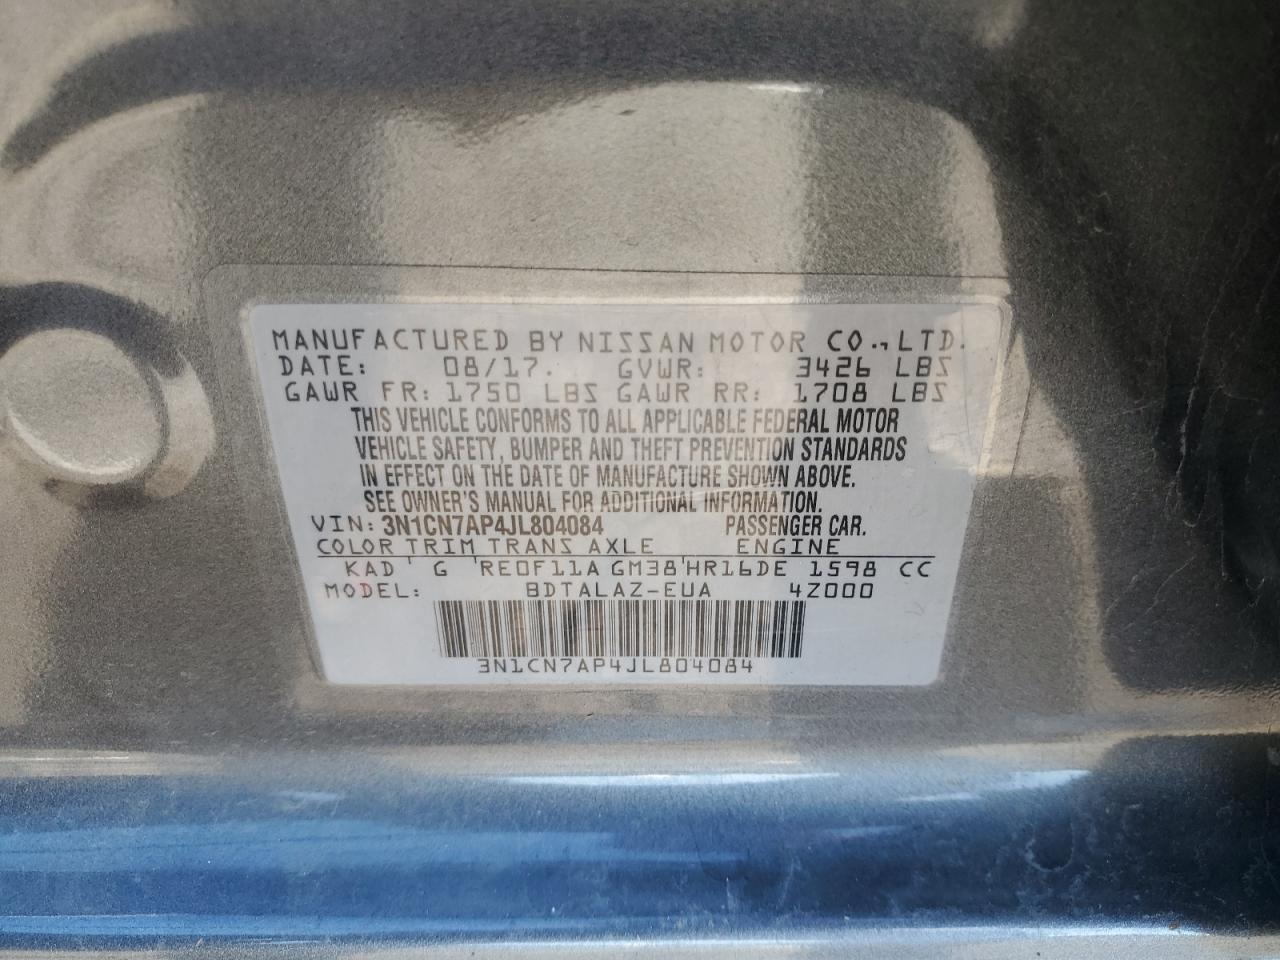 MANUFACTURED BY NISSAN MOTOR CO., LTD.
DATE: 08/17. GVWR: 3426 LBS
GAWR FR: 1750 LBS GAWR RR: 1708 LBS
THIS VEHICLE CONFORMS TO ALL APPLICABLE FEDERAL MOTOR
VEHICLE SAFETY, BUMPER AND THEFT PREVENTION STANDARDS
IN EFFECT ON THE DATE OF MANUFACTURE SHOWN ABOVE.
SEE OWNER'S MANUAL FOR ADDITIONAL INFORMATION.
VIN: 3N1CN7AP4JL804084 PASSENGER CAR.
COLOR TRIM TRANS AXLE ENGINE
KAD ' G ' RE0F11A GM38 ' HR16DE 1598 CC
MODEL: BDTALAZ-EUA 4Z000
3N1CN7AP4JL804084